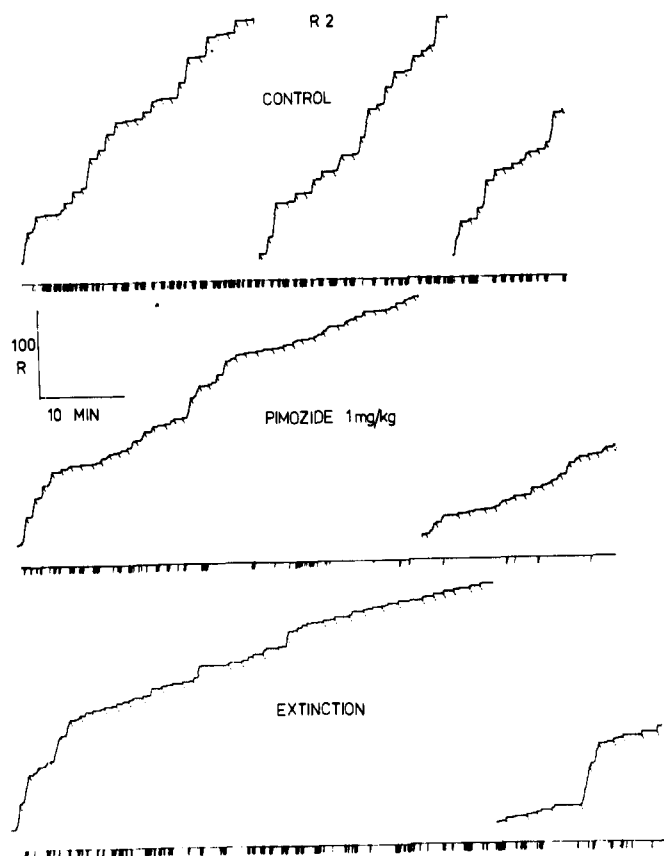 R 2
CONTROL
100
R
10 MIN
PIMOZIDE 1mg/kg
EXTINCTION